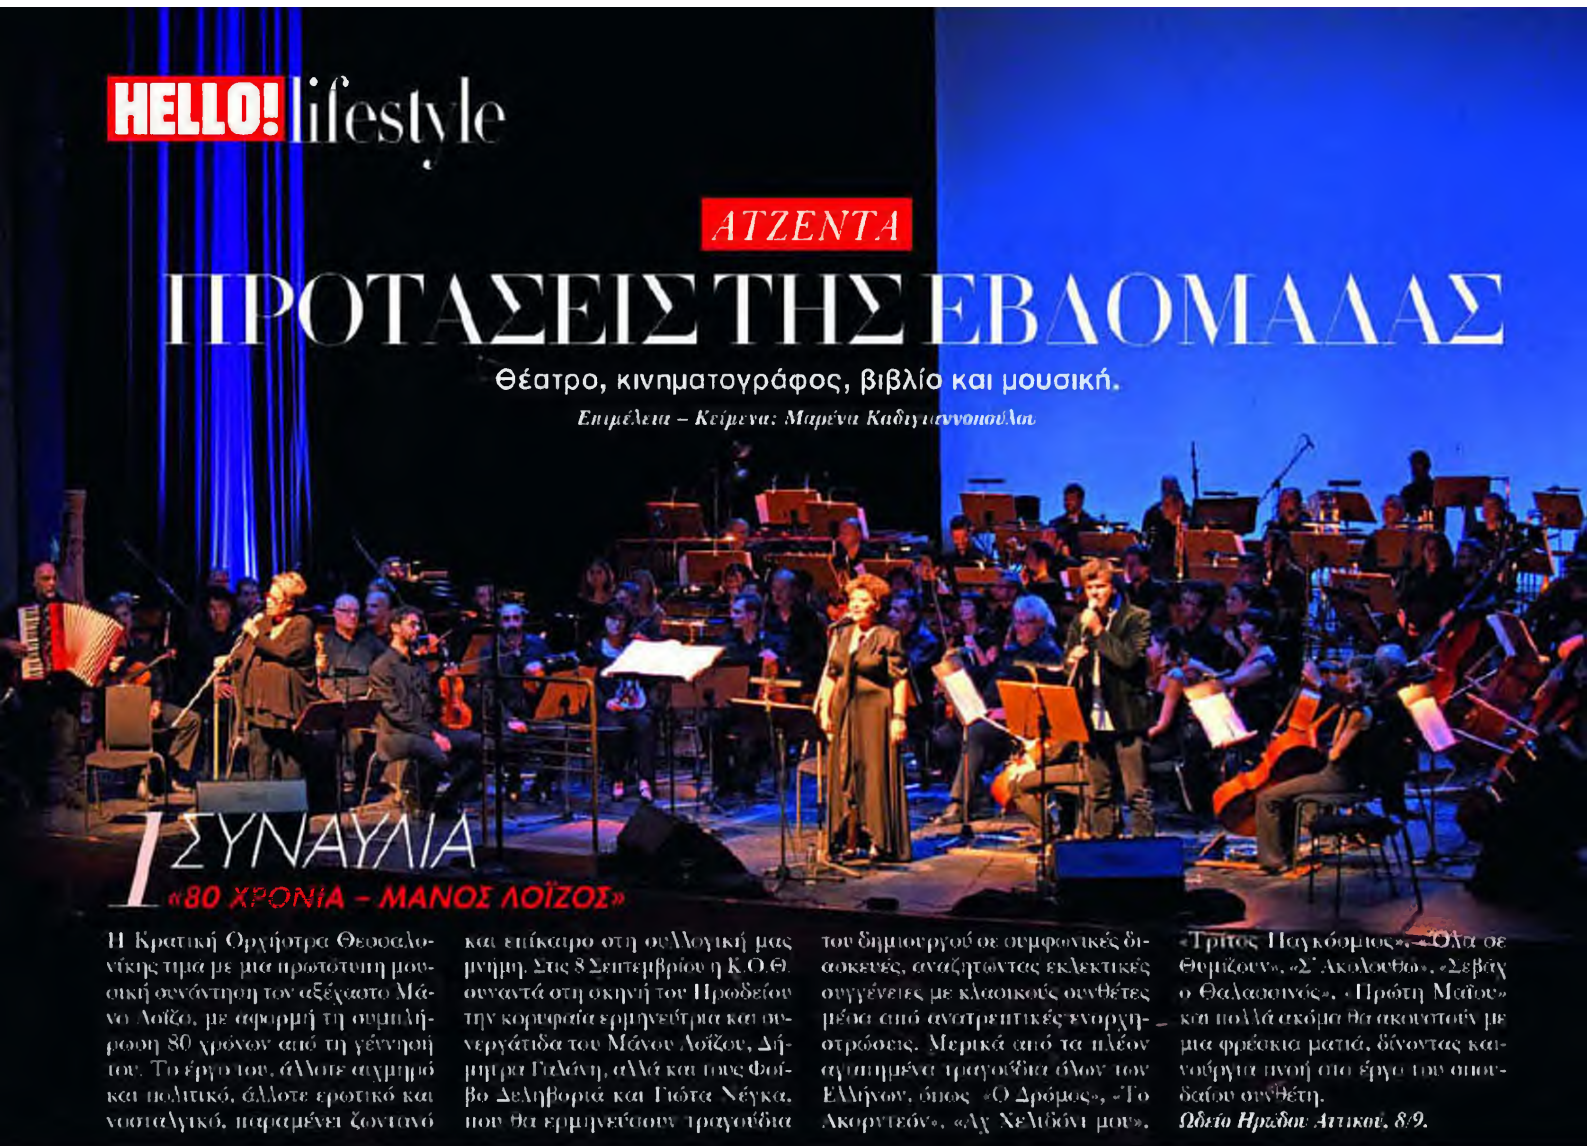 HELLO! lifestyle
ΑΤΖΕΝΤΑ
ΠΡΟΤΑΣΕΙΣ ΤΗΣ ΕΒΔΟΜΑΔΑΣ
Θέατρο, κινηματογράφος, βιβλίο και μουσική.
Επιμέλεια – Κείμενα: Μαρένα Καδιγιαννοπούλου
1 ΣΥΝΑΥΛΙΑ
«80 ΧΡΟΝΙΑ – ΜΑΝΟΣ ΛΟΪΖΟΣ»
Η Κρατική Ορχήστρα Θεσσαλο-
νίκης τιμά με μια πρωτότυπη μου-
σική συνάντηση τον αξέχαστο Μά-
νο Λοΐζο, με αφορμή τη συμπλή-
ρωση 80 χρόνων από τη γέννησή
του. Το έργο του, άλλοτε αιχμηρό
και πολιτικό, άλλοτε ερωτικό και
νοσταλγικό, παραμένει ζωντανό
και επίκαιρο στη συλλογική μας
μνήμη. Στις 8 Σεπτεμβρίου η Κ.Ο.Θ.
συναντά στη σκηνή του Ηρωδείου
την κορυφαία ερμηνεύτρια και συ-
νεργάτιδα του Μάνου Λοΐζου, Δή-
μητρα Γαλάνη, αλλά και τους Φοί-
βο Δεληβοριά και Γιώτα Νέγκα,
που θα ερμηνεύσουν τραγούδια
του δημιουργού σε συμφωνικές δι-
ασκευές, αναζητώντας εκλεκτικές
συγγένειες με κλασικούς συνθέτες
μέσα από ανατρεπτικές ενορχη-
στρώσεις. Μερικά από τα πλέον
αγαπημένα τραγούδια όλων των
Ελλήνων, όπως «Ο Δρόμος», «Το
Ακορντεόν», «Αχ Χελιδόνι μου»,
«Τρίτος Παγκόσμιος», «Όλα σε
Θυμίζουν», «Σ' Ακολουθώ», «Σεβάχ
ο Θαλασσινός», «Πρώτη Μαΐου»
και πολλά ακόμα θα ακουστούν με
μια φρέσκια ματιά, δίνοντας και-
νούργια πνοή στο έργο του σπου-
δαίου συνθέτη.
Ωδείο Ηρώδου Αττικού, 8/9.